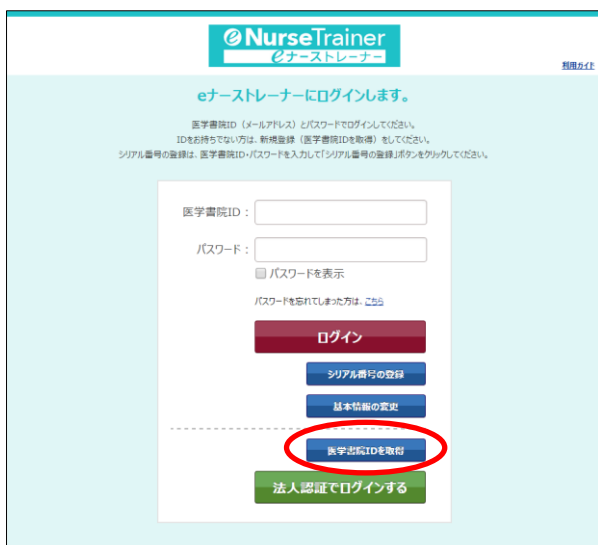 eNurseTrainer
eナーストレーナー
利用ガイド
eナーストレーナーにログインします。
医学書院ID（メールアドレス）とパスワードでログインしてください。
IDをお持ちでない方は、新規登録（医学書院IDを取得）をしてください。
シリアル番号の登録は、医学書院ID・パスワードを入力して「シリアル番号の登録」ボタンをクリックしてください。
医学書院ID：
パスワード：
パスワードを表示
パスワードを忘れてしまった方は、こちら
ログイン
シリアル番号の登録
基本情報の変更
医学書院IDを取得
法人認証でログインする